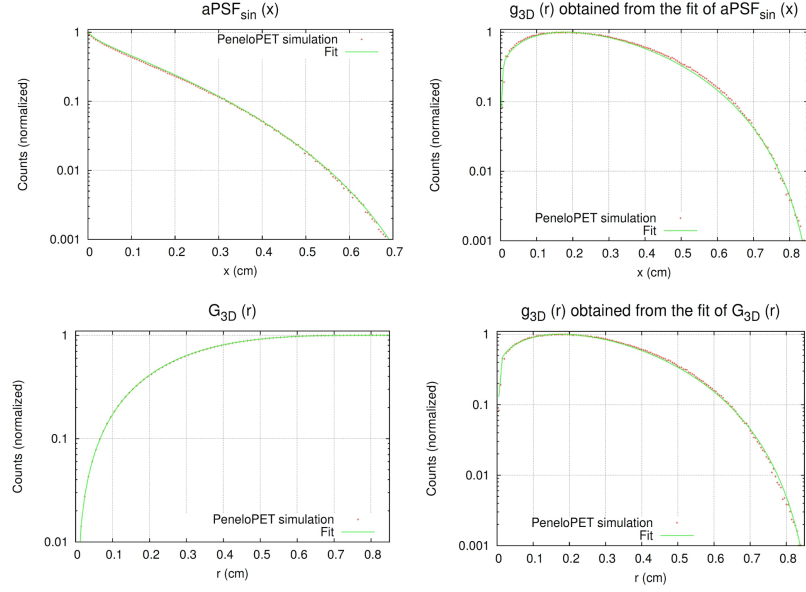 aPSF_sin (x)
Counts (normalized)
1
0.1
0.01
0.001
PeneloPET simulation
Fit
0 0.1 0.2 0.3 0.4 0.5 0.6 0.7
x (cm)
g_3D (r) obtained from the fit of aPSF_sin (x)
Counts (normalized)
1
0.1
0.01
0.001
PeneloPET simulation
Fit
0 0.1 0.2 0.3 0.4 0.5 0.6 0.7 0.8
x (cm)
G_3D (r)
Counts (normalized)
1
0.1
0.01
PeneloPET simulation
Fit
0 0.1 0.2 0.3 0.4 0.5 0.6 0.7 0.8
r (cm)
g_3D (r) obtained from the fit of G_3D (r)
Counts (normalized)
1
0.1
0.01
0.001
PeneloPET simulation
Fit
0 0.1 0.2 0.3 0.4 0.5 0.6 0.7 0.8
r (cm)